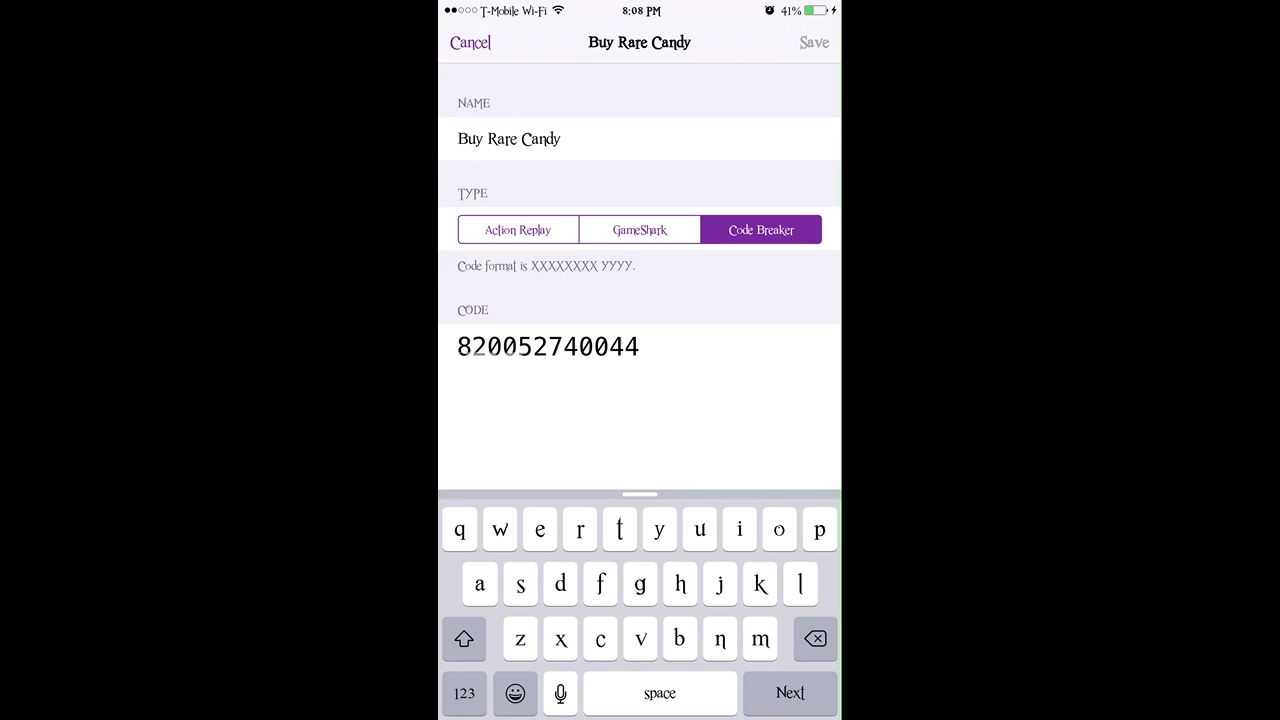 T-Mobile Wi-Fi 8:08 PM 41%
Cancel Buy Rare Candy Save
NAME
Buy Rare Candy
TYPE
Action Replay GameShark Code Breaker
Code format is XXXXXXXX YYYY.
CODE
820052740044
q w e r t y u i o p
a s d f g h j k l
z x c v b n m
123 space Next